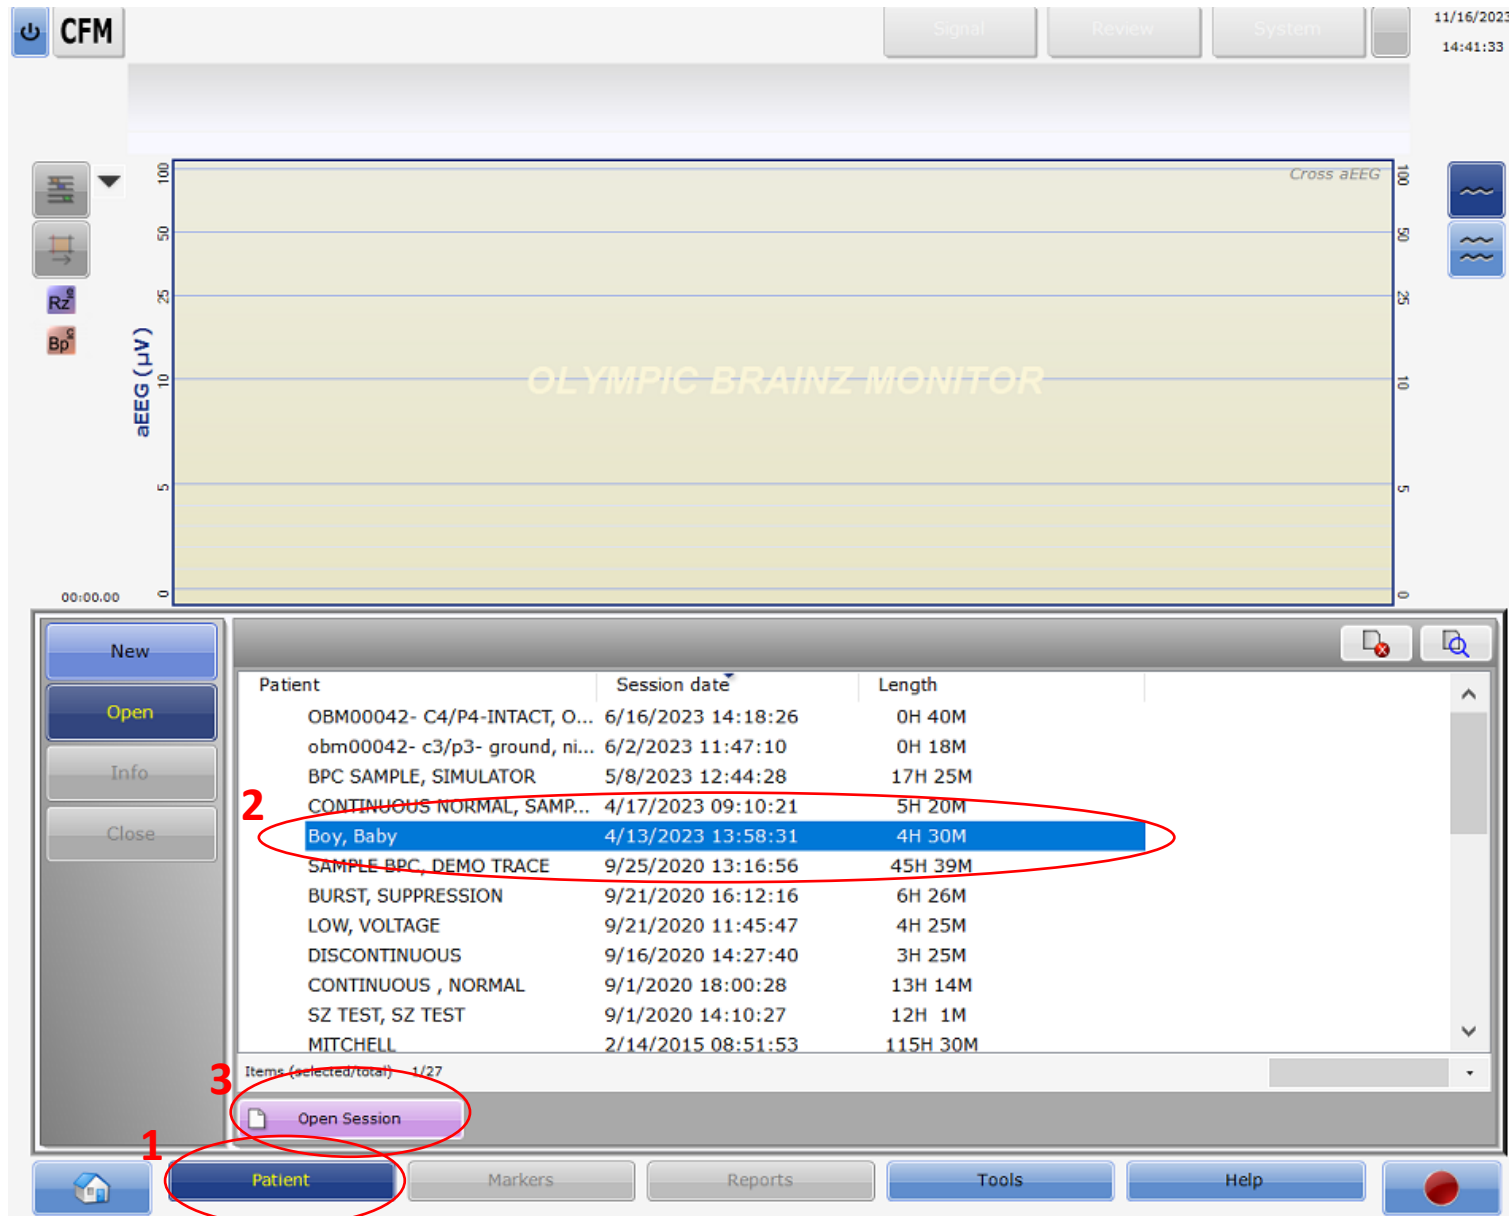 CFM
Signal
Review
System
11/16/2023
14:41:33
Cross aEEG
100
50
25
10
5
0
100
50
25
10
5
0
Rz
Bp
aEEG (µV)
OLYMPIC BRAINZ MONITOR
00:00.00
New
Open
Info
Close
Patient Session date Length
OBM00042- C4/P4-INTACT, O... 6/16/2023 14:18:26 0H 40M
obm00042- c3/p3- ground, ni... 6/2/2023 11:47:10 0H 18M
BPC SAMPLE, SIMULATOR 5/8/2023 12:44:28 17H 25M
2
CONTINUOUS NORMAL, SAMP... 4/17/2023 09:10:21 5H 20M
Boy, Baby 4/13/2023 13:58:31 4H 30M
SAMPLE BPC, DEMO TRACE 9/25/2020 13:16:56 45H 39M
BURST, SUPPRESSION 9/21/2020 16:12:16 6H 26M
LOW, VOLTAGE 9/21/2020 11:45:47 4H 25M
DISCONTINUOUS 9/16/2020 14:27:40 3H 25M
CONTINUOUS , NORMAL 9/1/2020 18:00:28 13H 14M
SZ TEST, SZ TEST 9/1/2020 14:10:27 12H 1M
MITCHELL 2/14/2015 08:51:53 115H 30M
3
Items (selected/total) 1/27
Open Session
1
Patient
Markers
Reports
Tools
Help